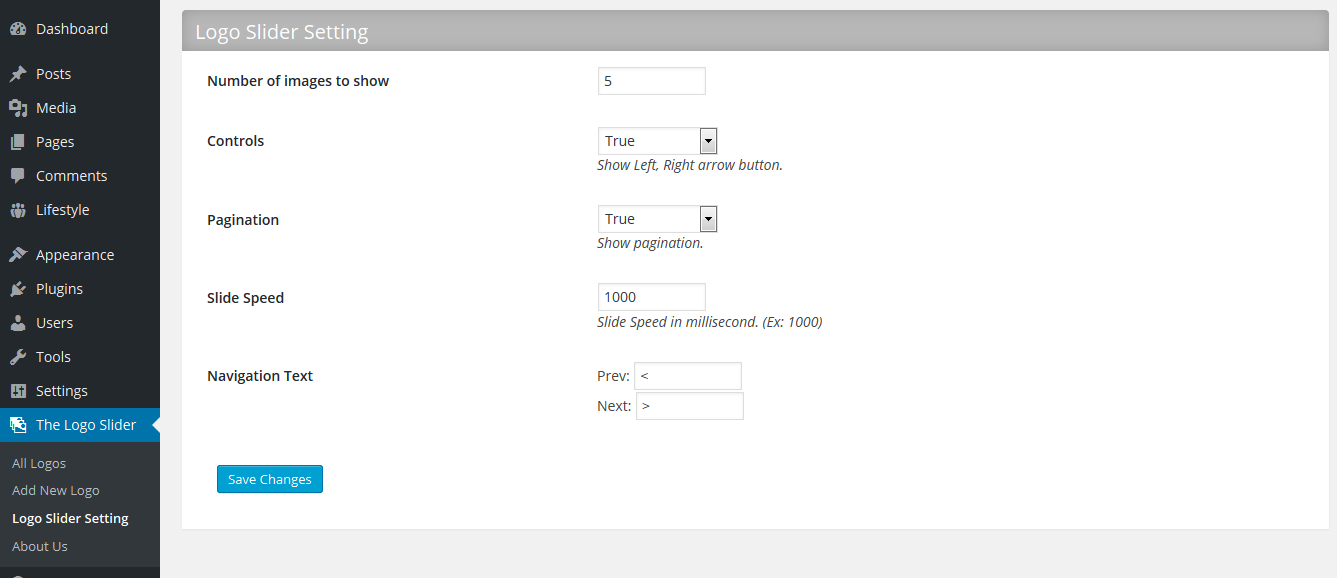 Dashboard
Posts
Media
Pages
Comments
Lifestyle
Appearance
Plugins
Users
Tools
Settings
The Logo Slider
All Logos
Add New Logo
Logo Slider Setting
About Us
Logo Slider Setting
Number of images to show 5
Controls True
Show Left, Right arrow button.
Pagination True
Show pagination.
Slide Speed 1000
Slide Speed in millisecond. (Ex: 1000)
Navigation Text Prev: <
Next: >
Save Changes